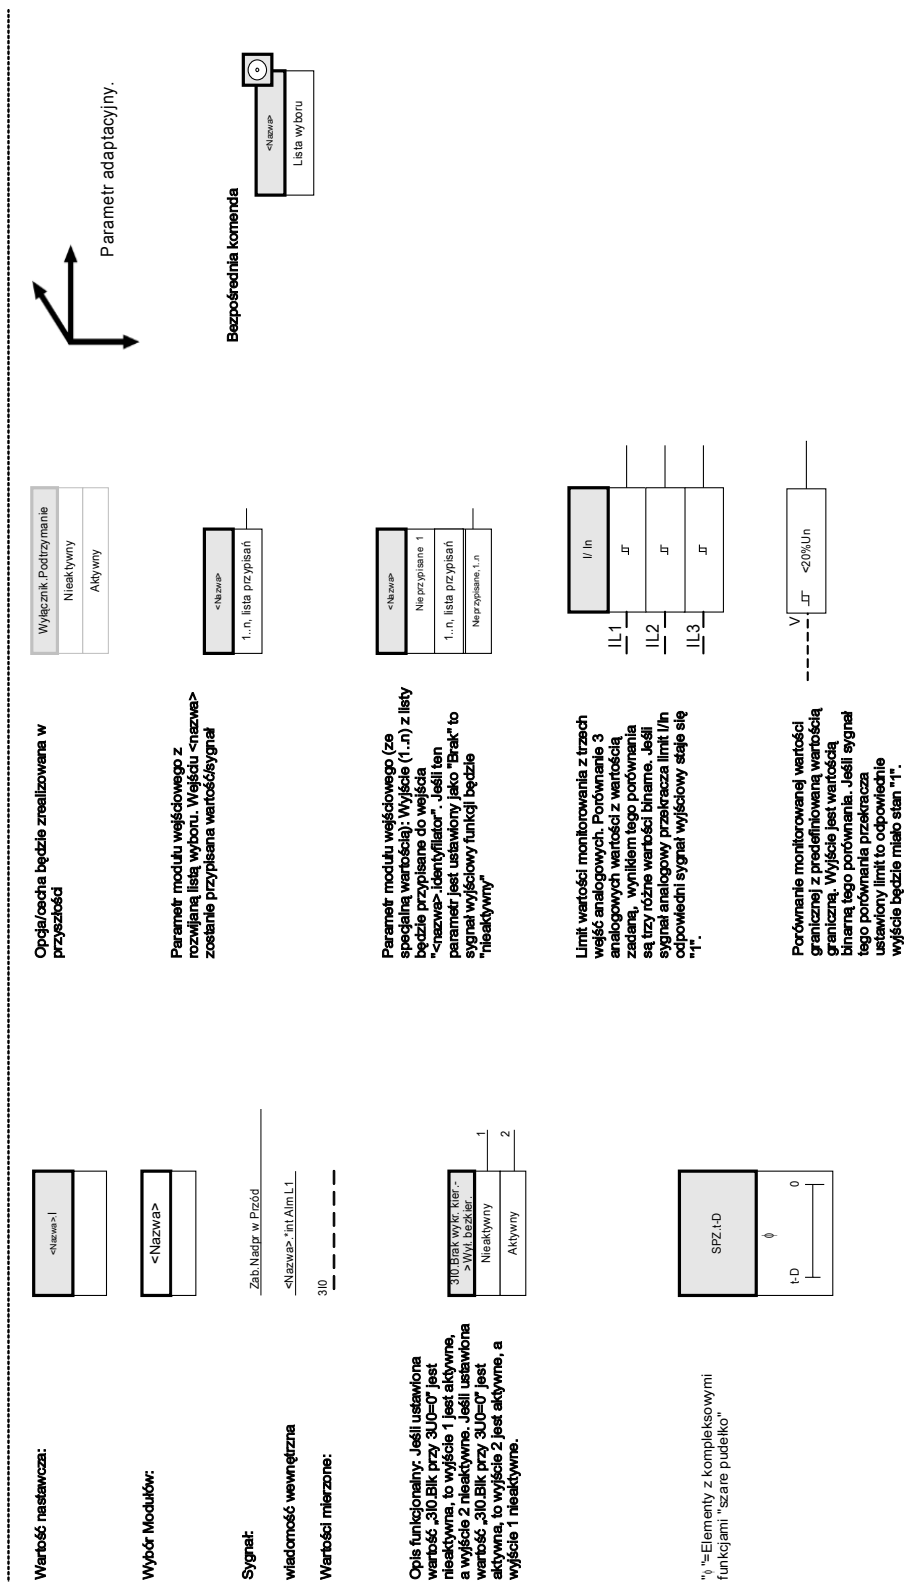 Wartość nastawcza:
<Nazwa>.I
Wybór Modułów:
<Nazwa>
Sygnał:
Zab.Nadpr w Przód
wiadomość wewnętrzna
<Nazwa>.*int Alm L1
Wartości mierzone:
3I0
Opis funkcjonalny: Jeśli ustawiona
wartość „3I0.Blk przy 3U0=0” jest
nieaktywna, to wyjście 1 jest aktywne,
a wyjście 2 nieaktywne. Jeśli ustawiona
wartość „3I0.Blk przy 3U0=0” jest
aktywna, to wyjście 2 jest aktywne, a
wyjście 1 nieaktywne.
3I0.Brak wykr. kier.-
>Wył. bezkier.
Nieaktywny
1
Aktywny
2
"ϕ"=Elementy z kompleksowymi
funkcjami "szare pudełko"
SPZ.t-D
ϕ
t-D
0
Opcja/cecha będzie zrealizowana w
przyszłości
Wyłącznik.Podtrzymanie
Nieaktywny
Aktywny
Parametr modułu wejściowego z
rozwijaną listą wyboru. Wejściu <nazwa>
zostanie przypisana wartość/sygnał
<Nazwa>
1..n, lista przypisań
Parametr modułu wejściowego (ze
specjalną wartością): Wyjście (1..n) z listy
będzie przypisane do wejścia
"<nazwa>.identyfilator". Jeśli ten
parametr jest ustawiony jako "Brak" to
sygnał wyjściowy funkcji będzie
"nieaktywny"
<Nazwa>
Nieprzypisane 1
1..n, lista przypisań
Neprzypisane,1..n
Limit wartości monitorowania z trzech
wejść analogowych. Porównanie 3
analogowych wartości z wartością
zadaną, wynikiem tego porównania
są trzy różne wartości binarne. Jeśli
sygnał analogowy przekracza limit I/In
odpowiedni sygnał wyjściowy staje się
"1".
I/ In
IL1
IL2
IL3
Porównanie monitorowanej wartości
granicznej z predefiniowaną wartością
graniczną. Wyjście jest wartością
binarną tego porównania. Jeśli sygnał
tego porównania przekracza
ustawiony limit to odpowiednie
wyjście będzie miało stan "1".
V
<20%Un
Parametr adaptacyjny.
Bezpośrednia komenda
<Nazwa>
Lista wyboru